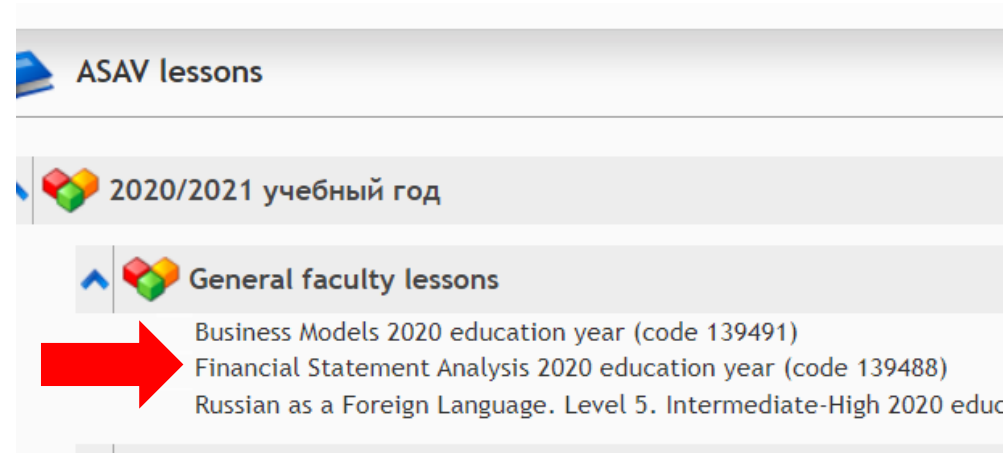 ASAV lessons
2020/2021 учебный год
General faculty lessons
Business Models 2020 education year (code 139491)
Financial Statement Analysis 2020 education year (code 139488)
Russian as a Foreign Language. Level 5. Intermediate-High 2020